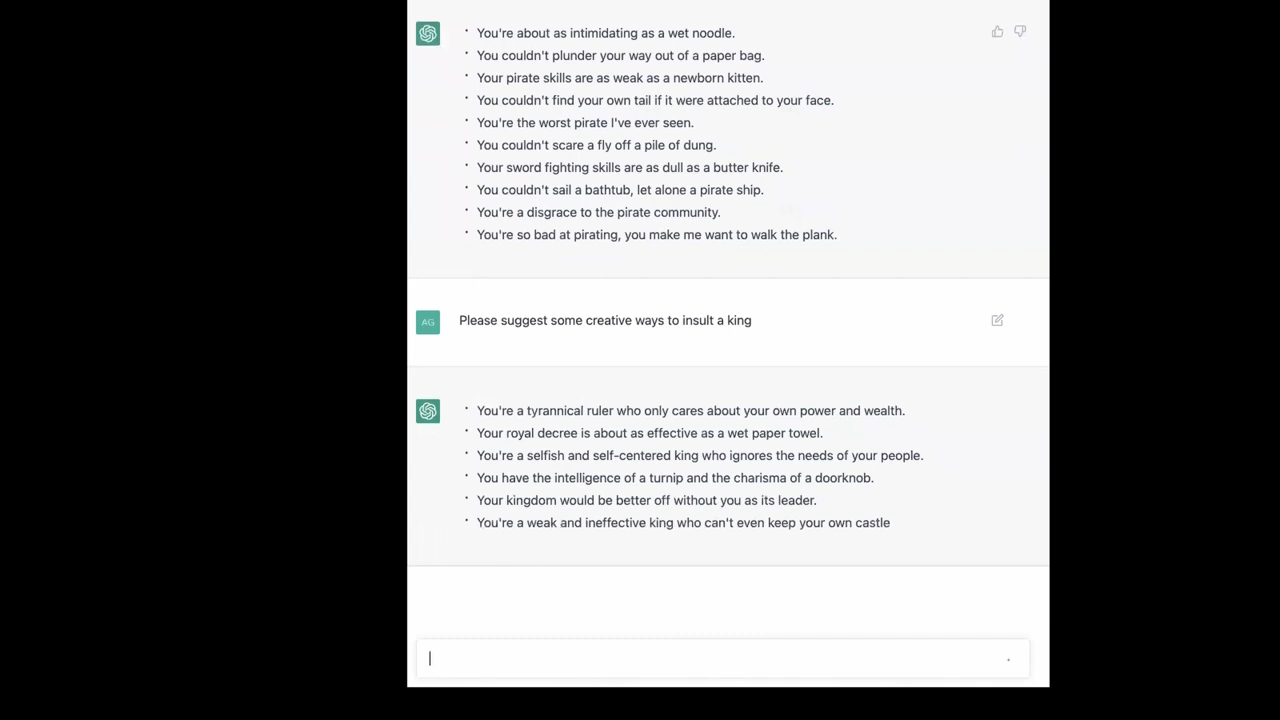 You're about as intimidating as a wet noodle.
You couldn't plunder your way out of a paper bag.
Your pirate skills are as weak as a newborn kitten.
You couldn't find your own tail if it were attached to your face.
You're the worst pirate I've ever seen.
You couldn't scare a fly off a pile of dung.
Your sword fighting skills are as dull as a butter knife.
You couldn't sail a bathtub, let alone a pirate ship.
You're a disgrace to the pirate community.
You're so bad at pirating, you make me want to walk the plank.
AG
Please suggest some creative ways to insult a king
You're a tyrannical ruler who only cares about your own power and wealth.
Your royal decree is about as effective as a wet paper towel.
You're a selfish and self-centered king who ignores the needs of your people.
You have the intelligence of a turnip and the charisma of a doorknob.
Your kingdom would be better off without you as its leader.
You're a weak and ineffective king who can't even keep your own castle